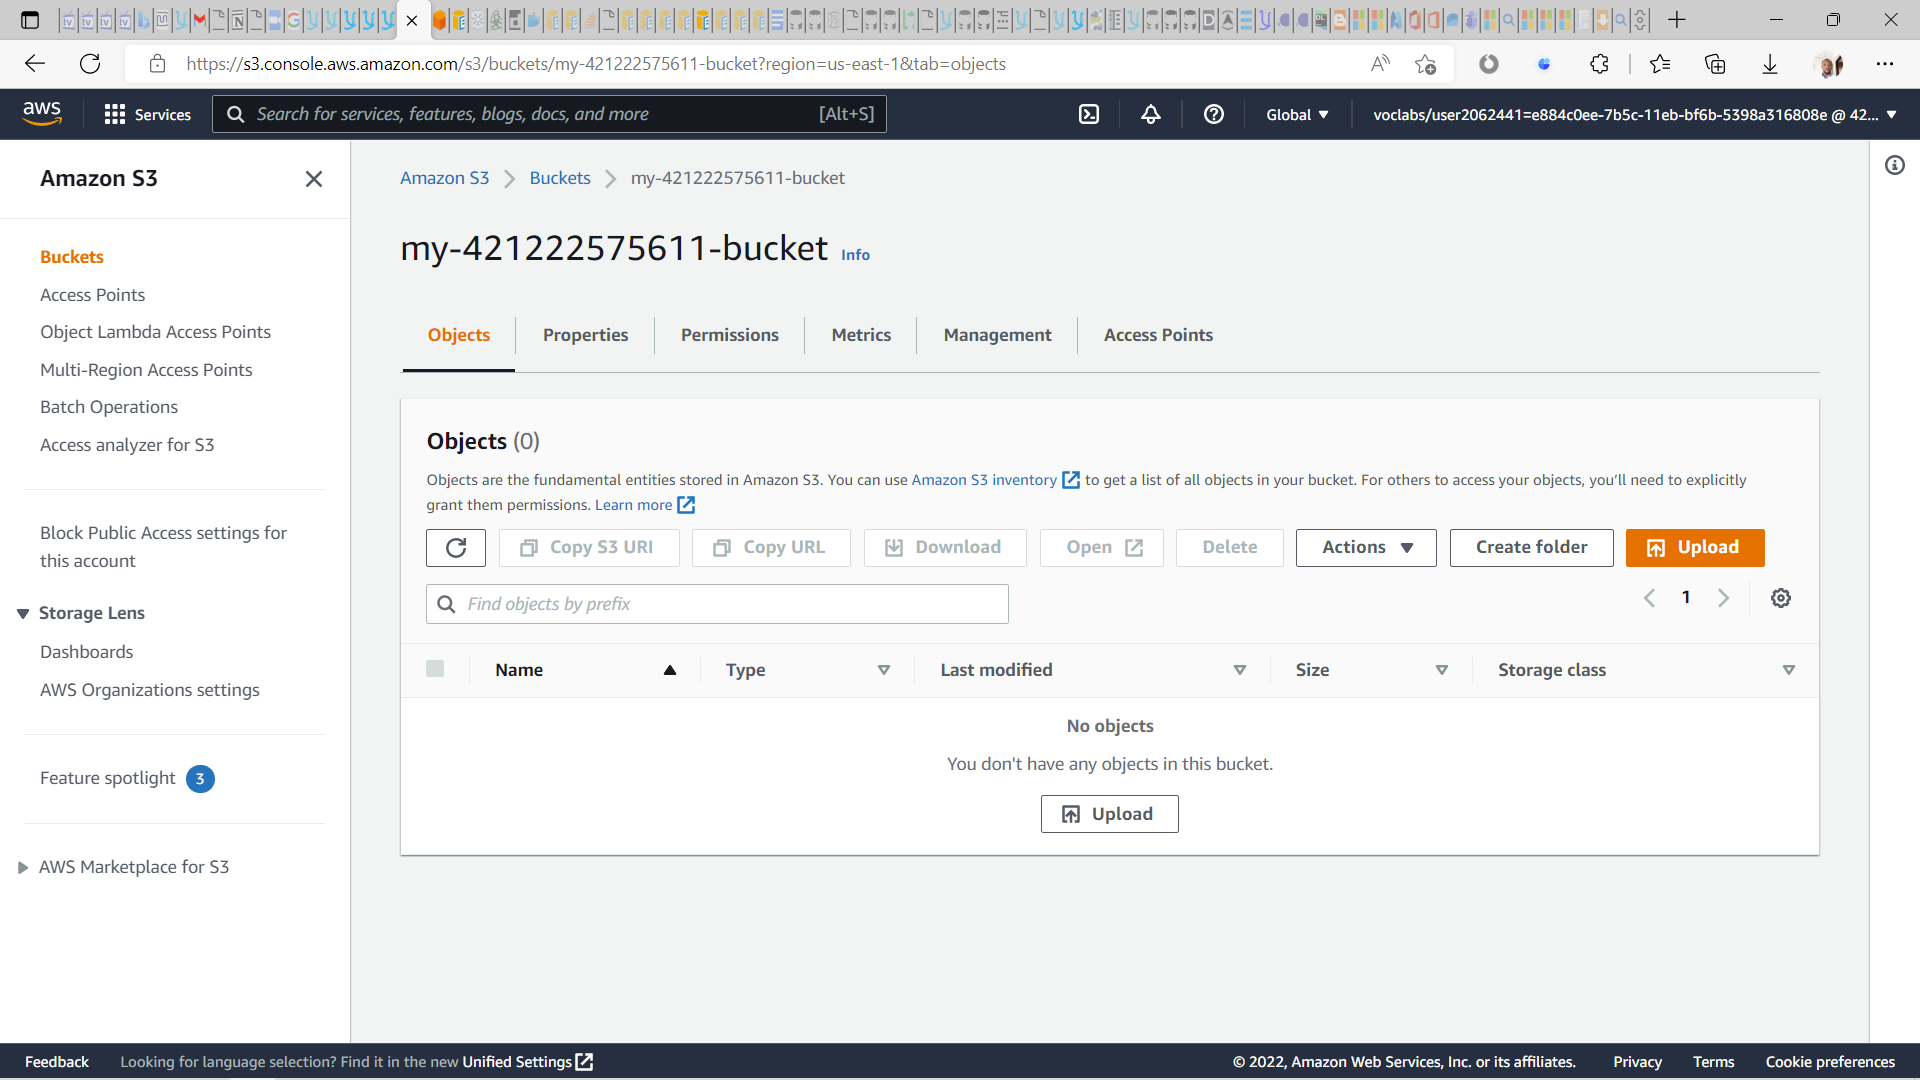 https://s3.console.aws.amazon.com/s3/buckets/my-421222575611-bucket?region=us-east-1&tab=objects
aws
Services
Search for services, features, blogs, docs, and more
[Alt+S]
Global
voclabs/user2062441=e884c0ee-7b5c-11eb-bf6b-5398a316808e @ 42...
Amazon S3
Buckets
Access Points
Object Lambda Access Points
Multi-Region Access Points
Batch Operations
Access analyzer for S3
Block Public Access settings for
this account
Storage Lens
Dashboards
AWS Organizations settings
Feature spotlight 3
AWS Marketplace for S3
Amazon S3 Buckets my-421222575611-bucket
my-421222575611-bucket Info
Objects Properties Permissions Metrics Management Access Points
Objects (0)
Objects are the fundamental entities stored in Amazon S3. You can use Amazon S3 inventory to get a list of all objects in your bucket. For others to access your objects, you’ll need to explicitly
grant them permissions. Learn more
Copy S3 URI Copy URL Download Open Delete Actions Create folder Upload
Find objects by prefix
1
Name Type Last modified Size Storage class
No objects
You don't have any objects in this bucket.
Upload
Feedback Looking for language selection? Find it in the new Unified Settings © 2022, Amazon Web Services, Inc. or its affiliates. Privacy Terms Cookie preferences